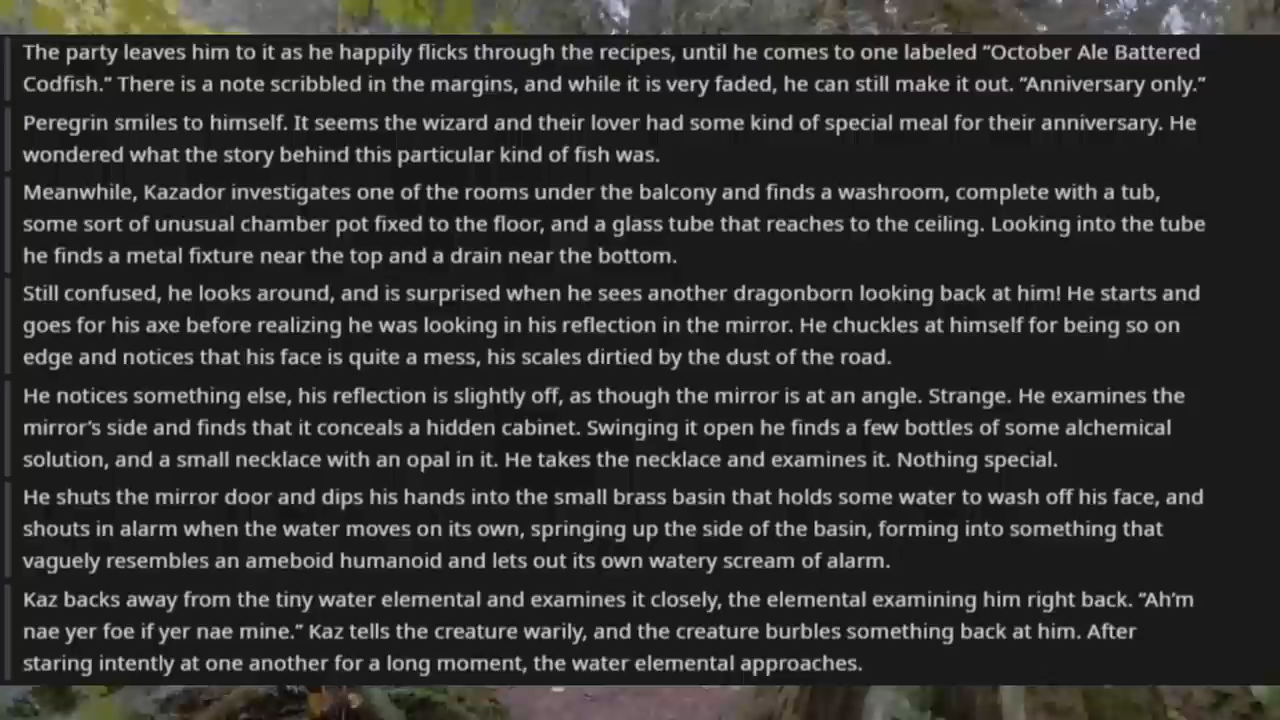 The party leaves him to it as he happily flicks through the recipes, until he comes to one labeled “October Ale Battered
Codfish.” There is a note scribbled in the margins, and while it is very faded, he can still make it out. “Anniversary only.”
Peregrin smiles to himself. It seems the wizard and their lover had some kind of special meal for their anniversary. He
wondered what the story behind this particular kind of fish was.
Meanwhile, Kazador investigates one of the rooms under the balcony and finds a washroom, complete with a tub,
some sort of unusual chamber pot fixed to the floor, and a glass tube that reaches to the ceiling. Looking into the tube
he finds a metal fixture near the top and a drain near the bottom.
Still confused, he looks around, and is surprised when he sees another dragonborn looking back at him! He starts and
goes for his axe before realizing he was looking in his reflection in the mirror. He chuckles at himself for being so on
edge and notices that his face is quite a mess, his scales dirtied by the dust of the road.
He notices something else, his reflection is slightly off, as though the mirror is at an angle. Strange. He examines the
mirror’s side and finds that it conceals a hidden cabinet. Swinging it open he finds a few bottles of some alchemical
solution, and a small necklace with an opal in it. He takes the necklace and examines it. Nothing special.
He shuts the mirror door and dips his hands into the small brass basin that holds some water to wash off his face, and
shouts in alarm when the water moves on its own, springing up the side of the basin, forming into something that
vaguely resembles an ameboid humanoid and lets out its own watery scream of alarm.
Kaz backs away from the tiny water elemental and examines it closely, the elemental examining him right back. “Ah’m
nae yer foe if yer nae mine.” Kaz tells the creature warily, and the creature burbles something back at him. After
staring intently at one another for a long moment, the water elemental approaches.